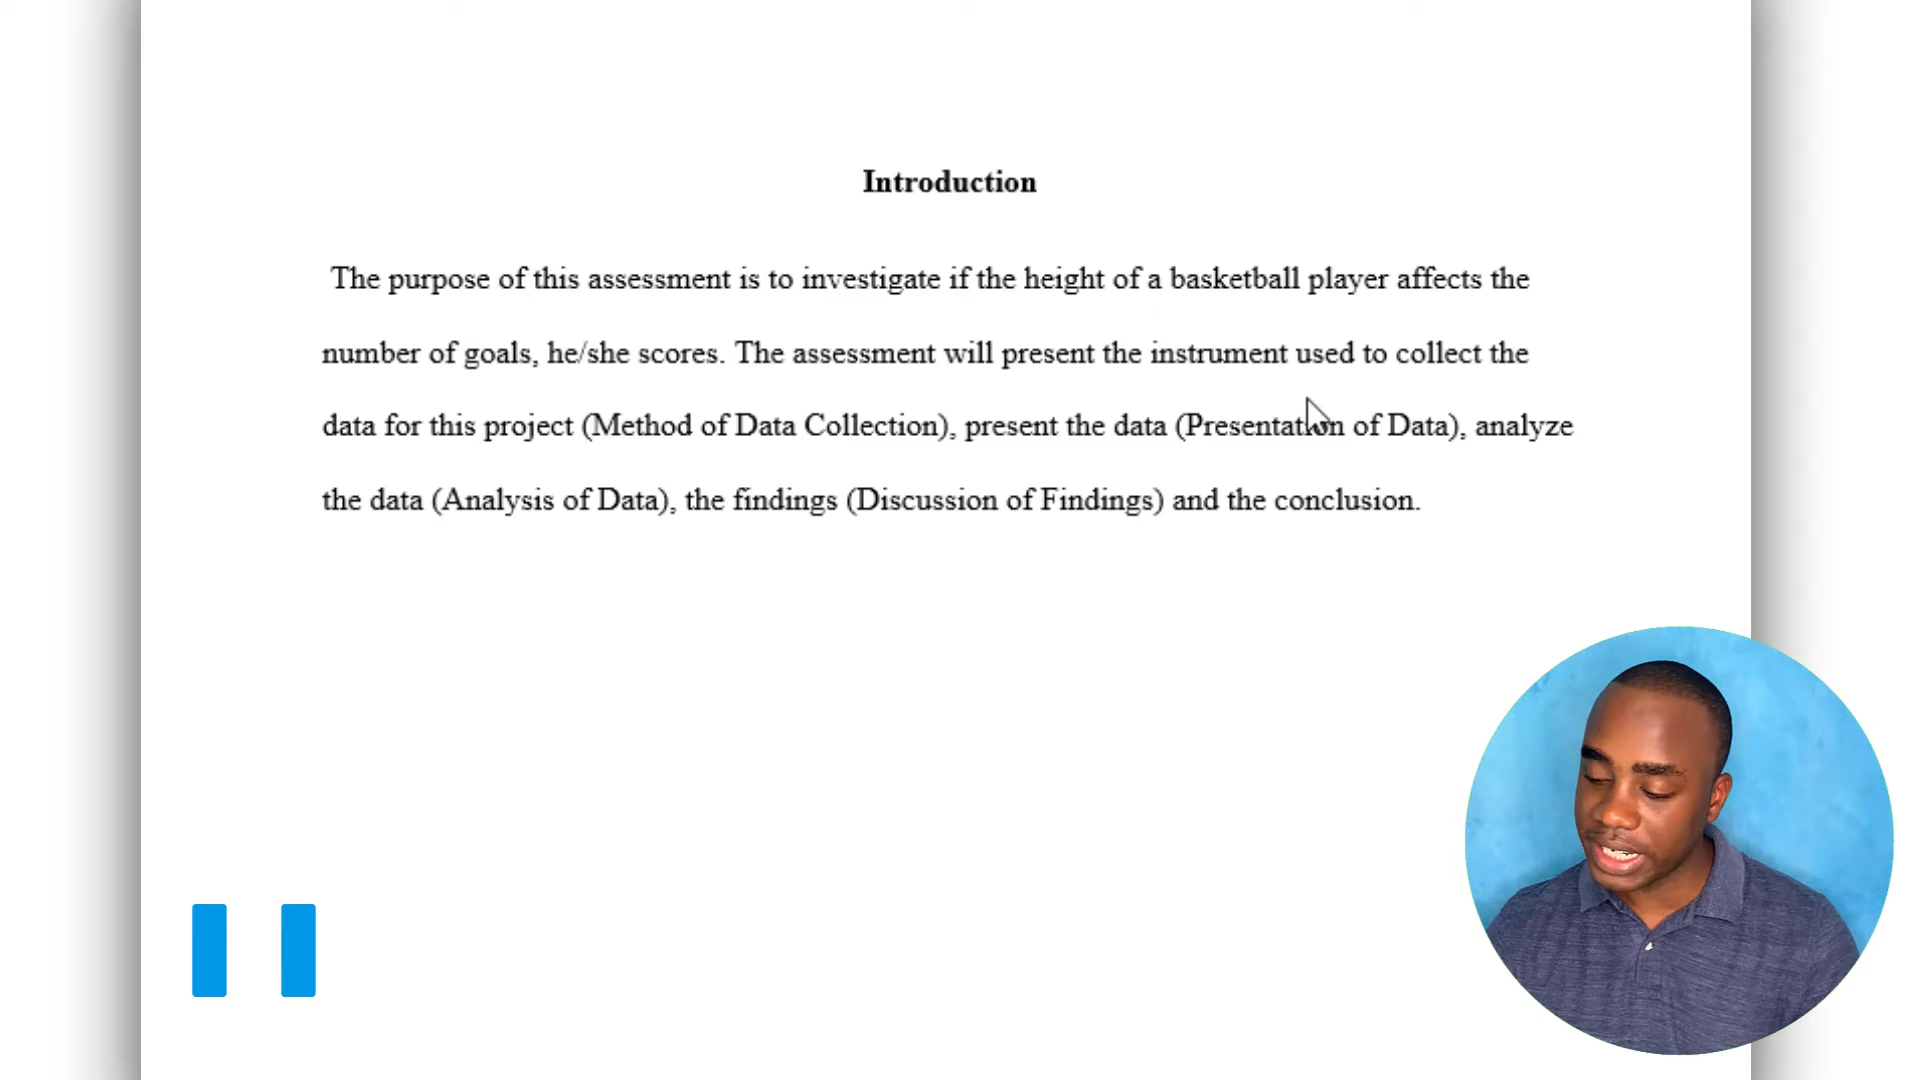 Introduction
The purpose of this assessment is to investigate if the height of a basketball player affects the
number of goals, he/she scores. The assessment will present the instrument used to collect the
data for this project (Method of Data Collection), present the data (Presentation of Data), analyze
the data (Analysis of Data), the findings (Discussion of Findings) and the conclusion.